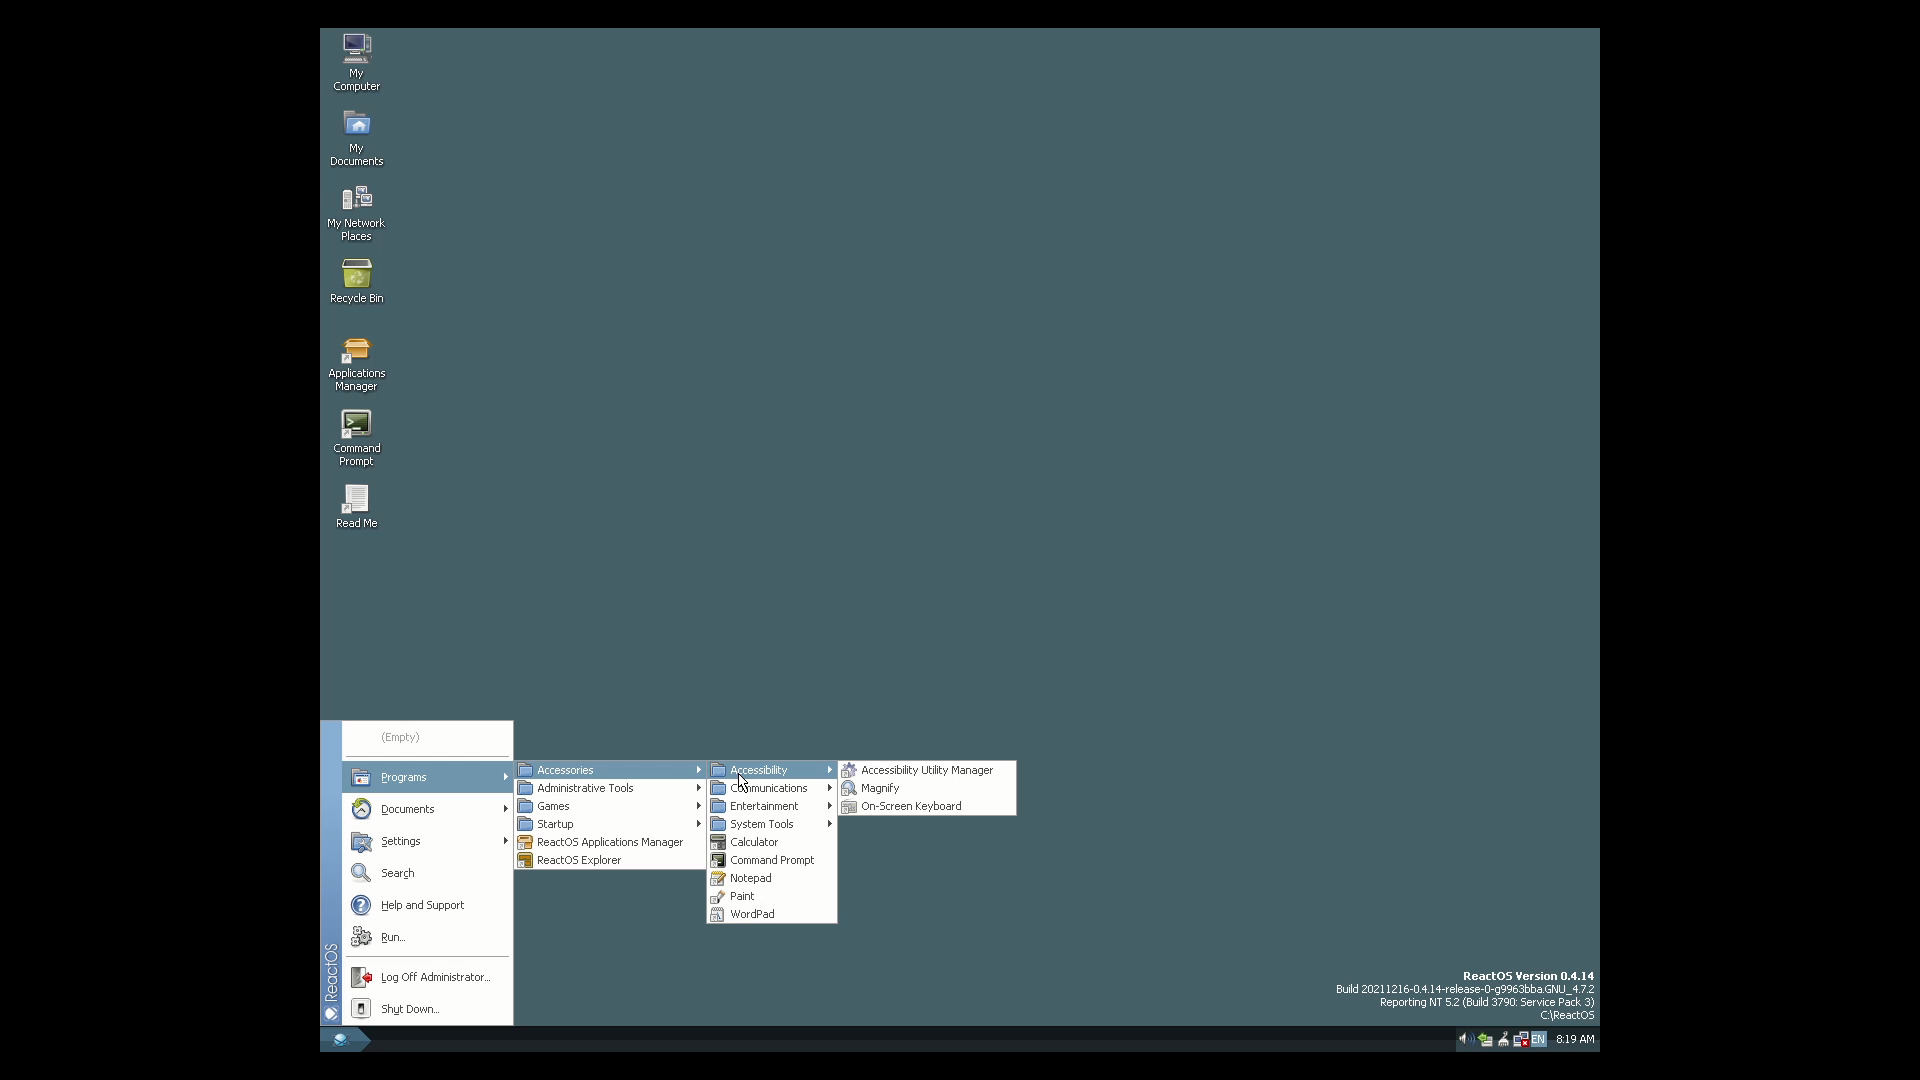 My
Computer
My
Documents
My Network
Places
Recycle Bin
Applications
Manager
Command
Prompt
Read Me
(Empty)
Programs
Documents
Settings
Search
Help and Support
Run...
Log Off Administrator...
Shut Down...
ReactOS
Accessories
Administrative Tools
Games
Startup
ReactOS Applications Manager
ReactOS Explorer
Accessibility
Communications
Entertainment
System Tools
Calculator
Command Prompt
Notepad
Paint
WordPad
Accessibility Utility Manager
Magnify
On-Screen Keyboard
ReactOS Version 0.4.14
Build 20211216-0.4.14-release-0-g9963bba.GNU_4.7.2
Reporting NT 5.2 (Build 3790: Service Pack 3)
C:\ReactOS
EN
8:19 AM